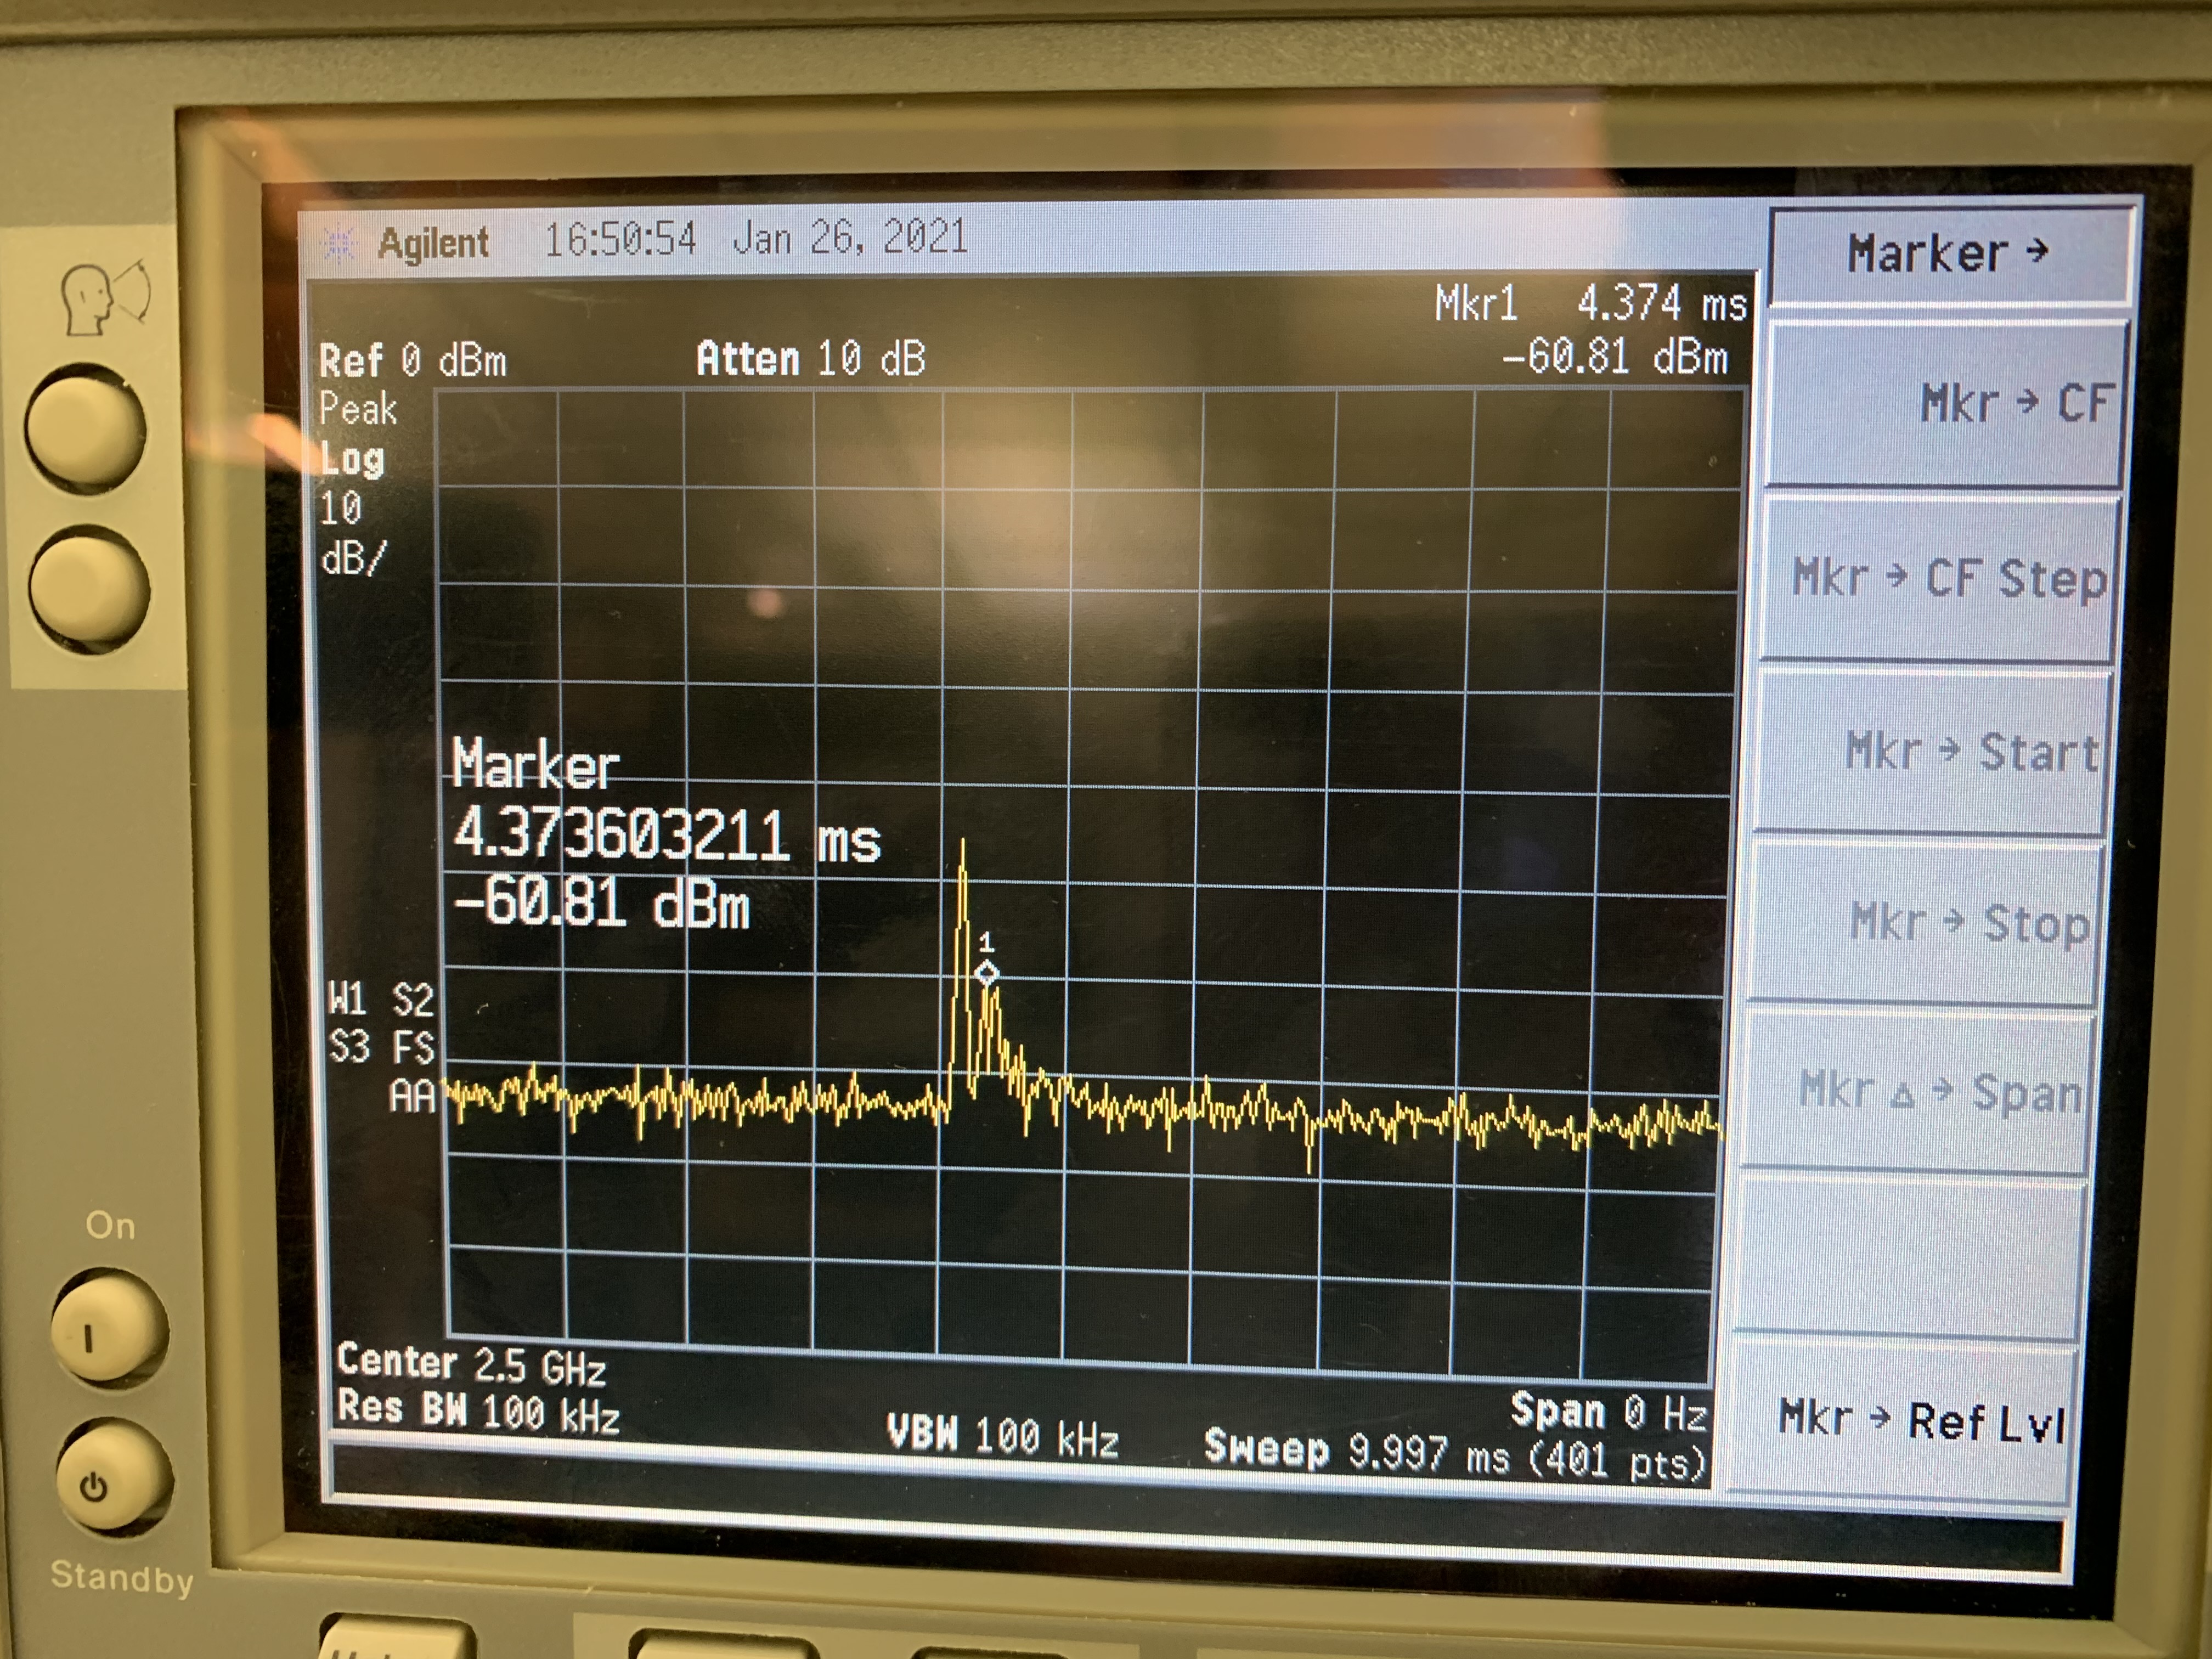 Agilent 16:50:54 Jan 26, 2021
Mkr1 4.374 ms
Ref 0 dBm Atten 10 dB -60.81 dBm
Peak
Log
10
dB/
Marker
4.373603211 ms
-60.81 dBm
1
W1 S2
S3 FS
AA
Center 2.5 GHz Span 0 Hz
Res BW 100 kHz VBW 100 kHz Sweep 9.997 ms (401 pts)
Marker →
Mkr → CF
Mkr → CF Step
Mkr → Start
Mkr → Stop
Mkr Δ → Span
Mkr → Ref Lvl
On
Standby